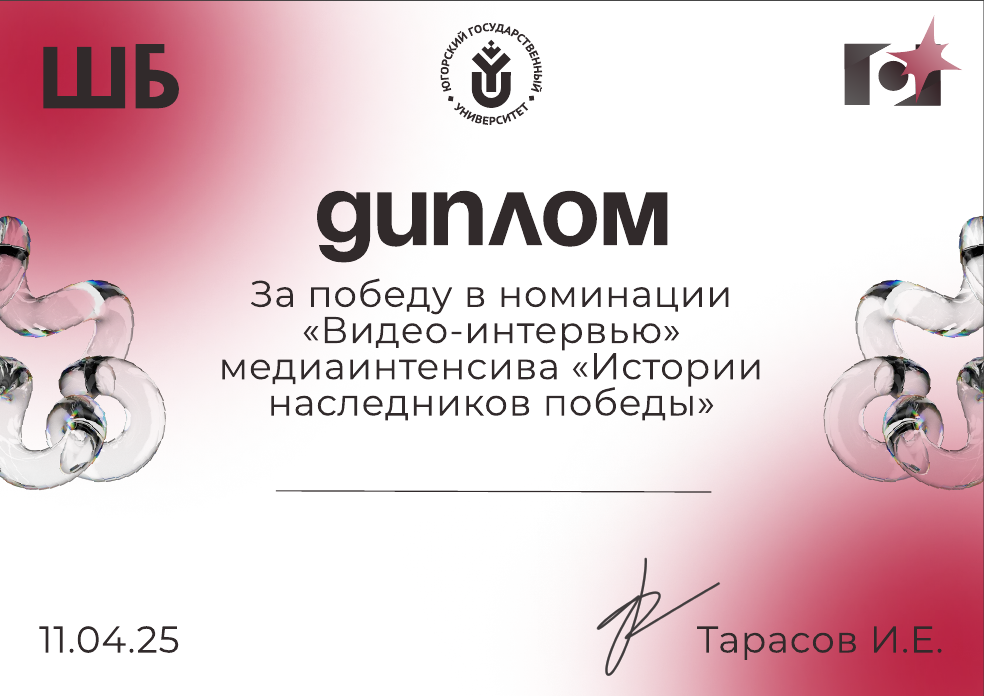 ШБ
ЮГОРСКИЙ ГОСУДАРСТВЕННЫЙ
УНИВЕРСИТЕТ
диплом
За победу в номинации
«Видео-интервью»
медиаинтенсива «Истории
наследников победы»
11.04.25
Тарасов И.Е.